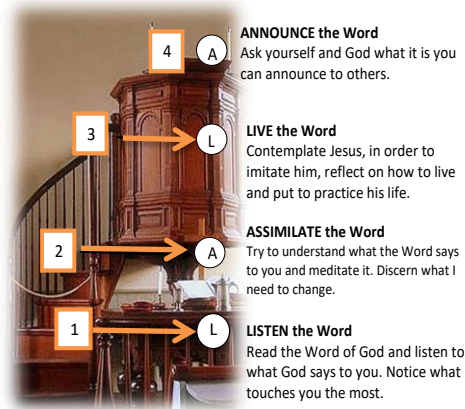 4
A
ANNOUNCE the Word
Ask yourself and God what it is you
can announce to others.
3
L
LIVE the Word
Contemplate Jesus, in order to
imitate him, reflect on how to live
and put to practice his life.
2
A
ASSIMILATE the Word
Try to understand what the Word says
to you and meditate it. Discern what I
need to change.
1
L
LISTEN the Word
Read the Word of God and listen to
what God says to you. Notice what
touches you the most.